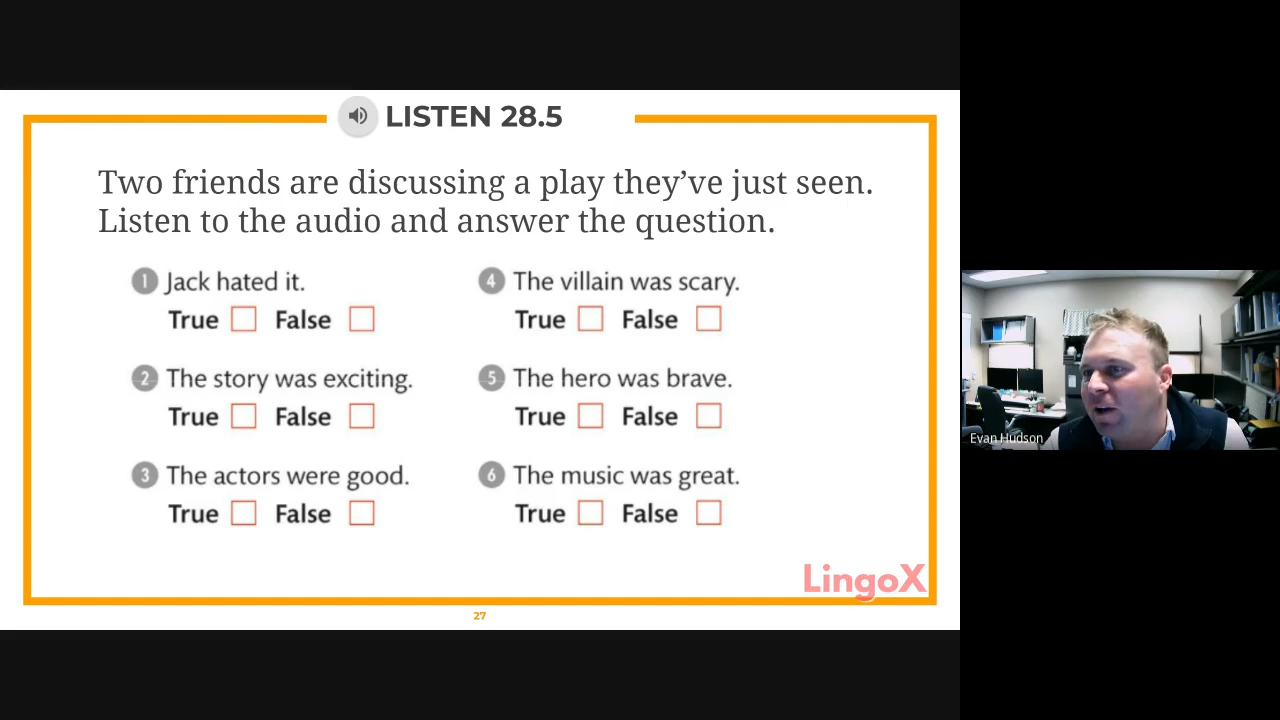 LISTEN 28.5
Two friends are discussing a play they’ve just seen.
Listen to the audio and answer the question.
1 Jack hated it.
True False
2 The story was exciting.
True False
3 The actors were good.
True False
4 The villain was scary.
True False
5 The hero was brave.
True False
6 The music was great.
True False
LingoX
27
Evan Hudson